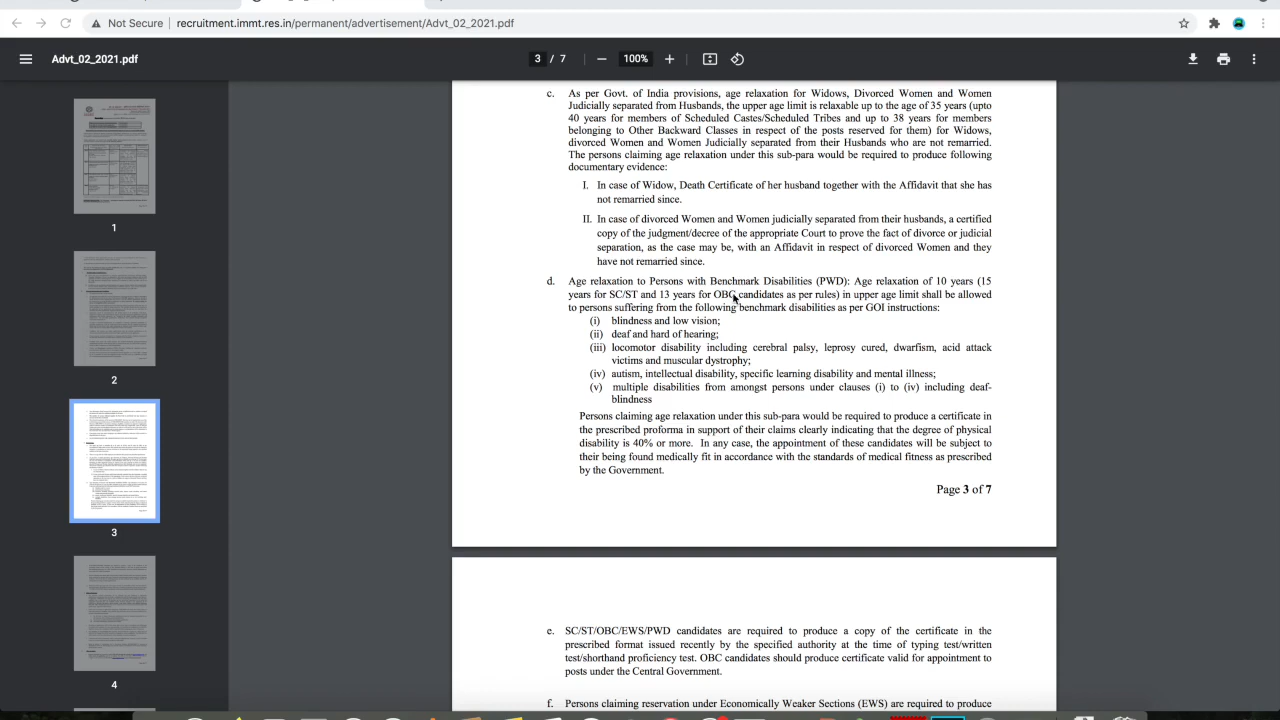 Not Secure
recruitment.immt.res.in/permanent/advertisement/Advt_02_2021.pdf
Advt_02_2021.pdf
3 / 7
100%
c. As per Govt. of India provisions, age relaxation for Widows, Divorced Women and Women
Judicially separated from Husbands, the upper age limit is relaxable up to the age of 35 years (upto
40 years for members of Scheduled Castes/Scheduled Tribes and up to 38 years for members
belonging to Other Backward Classes in respect of the posts reserved for them) for Widows,
divorced Women and Women Judicially separated from their Husbands who are not remarried.
The persons claiming age relaxation under this sub-para would be required to produce following
documentary evidence:
I. In case of Widow, Death Certificate of her husband together with the Affidavit that she has
not remarried since.
II. In case of divorced Women and Women judicially separated from their husbands, a certified
copy of the judgment/decree of the appropriate Court to prove the fact of divorce or judicial
separation, as the case may be, with an Affidavit in respect of divorced Women and they
have not remarried since.
d. Age relaxation to Persons with Benchmark Disabilities (PWD): Age relaxation of 10 years (15
years for SC/ST and 13 years for OBC candidates as per rules) in upper age limit shall be allowed
to persons suffering from the following benchmark disabilities as per GOI instructions:
(i) blindness and low vision;
(ii) deaf and hard of hearing;
(iii) locomotor disability including cerebral palsy, leprosy cured, dwarfism, acid attack
victims and muscular dystrophy;
(iv) autism, intellectual disability, specific learning disability and mental illness;
(v) multiple disabilities from amongst persons under clauses (i) to (iv) including deaf-
blindness
Persons claiming age relaxation under this sub-para would be required to produce a certificate in
the prescribed proforma in support of their claims clearly indicating that the degree of physical
disability is 40% or more. In any case, the appointment of these candidates will be subject to
their being found medically fit in accordance with the standards of medical fitness as prescribed
by the Government.
Page 3 of 7
e. SC/ST/OBC/EWS/PWD candidates are required to produce a copy of the certificate in the
prescribed format issued recently by the specified authority at the time of typing test/written
test/shorthand proficiency test. OBC candidates should produce certificate valid for appointment to
posts under the Central Government.
f. Persons claiming reservation under Economically Weaker Sections (EWS) are required to produce
1
2
3
4